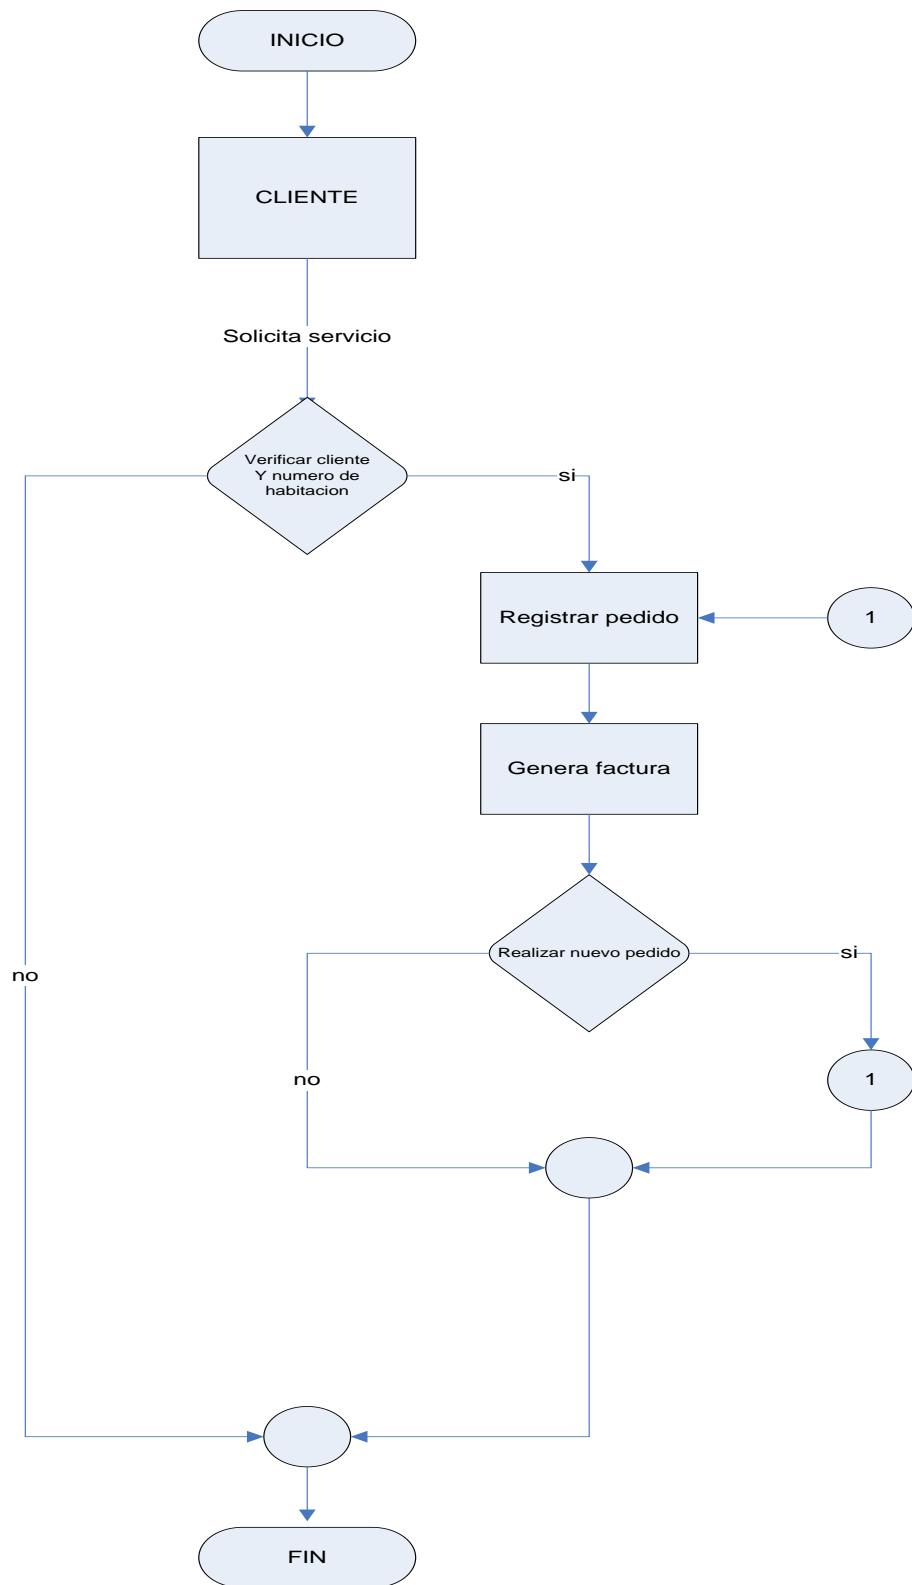 INICIO
CLIENTE
Solicita servicio
Verificar cliente
Y numero de
habitacion
si
Registrar pedido
1
Genera factura
Realizar nuevo pedido
si
no
no
1
FIN